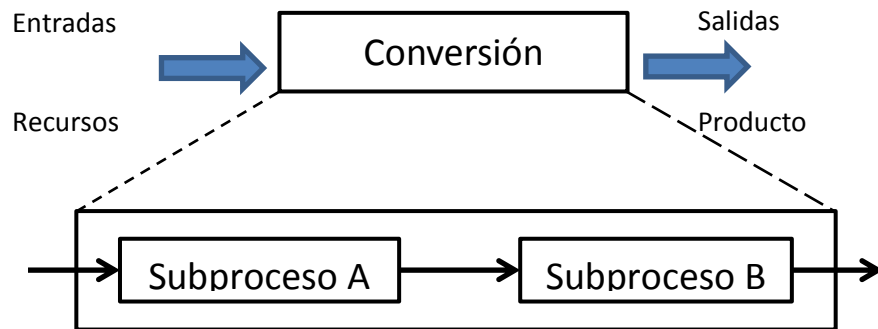 Entradas
Salidas
Conversión
Recursos
Producto
Subproceso A
Subproceso B